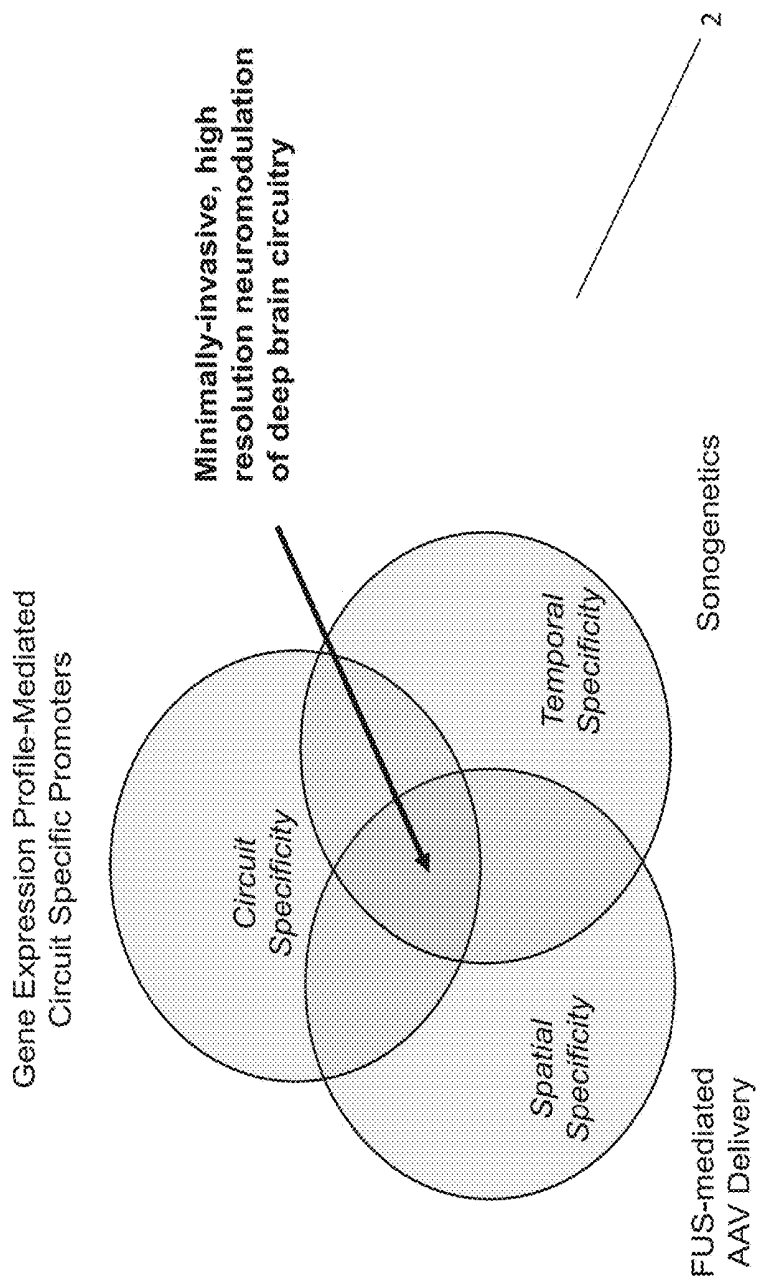 Gene Expression Profile-Mediated
Circuit Specific Promoters
Minimally-invasive, high
resolution neuromodulation
of deep brain circuitry
Circuit
Specificity
Spatial
Specificity
Temporal
Specificity
FUS-mediated
AAV Delivery
Sonogenetics
2